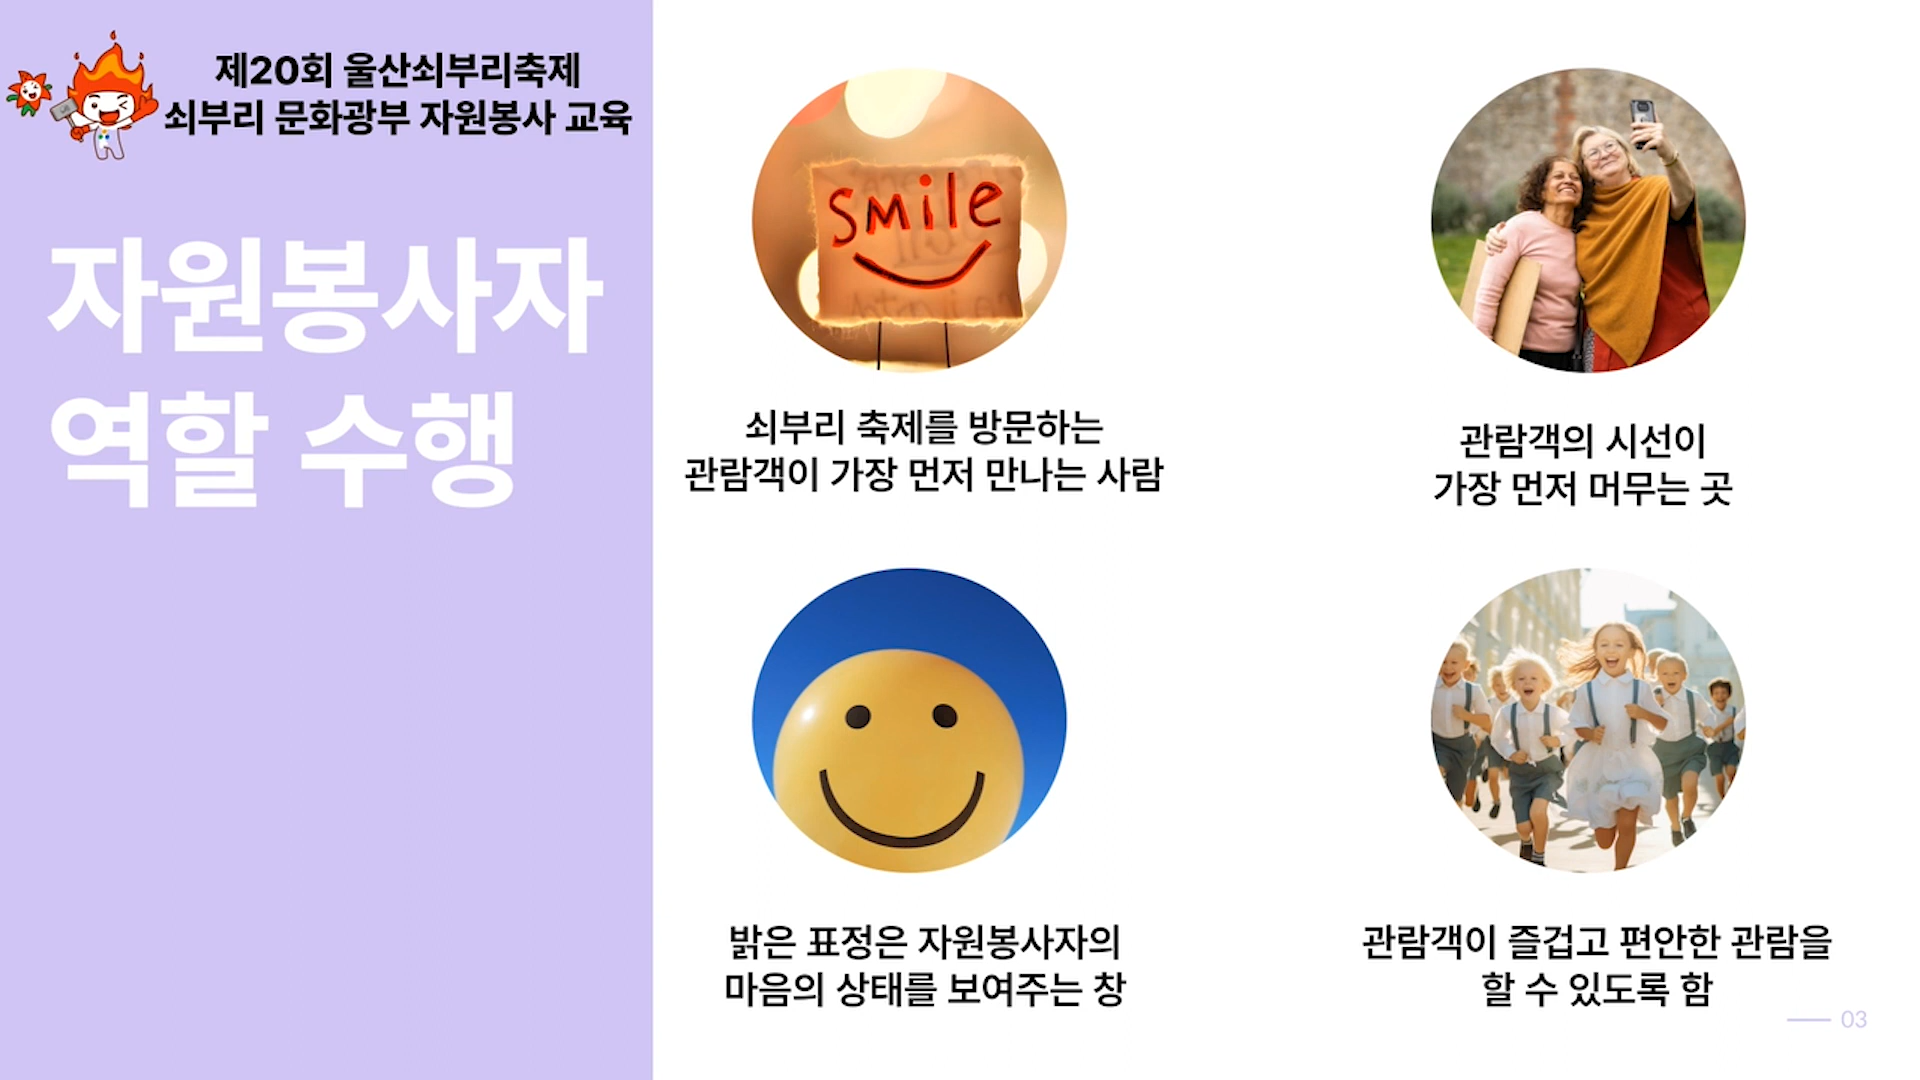 제20회 울산쇠부리축제
쇠부리 문화광부 자원봉사 교육
자원봉사자
역할 수행
SMile
쇠부리 축제를 방문하는
관람객이 가장 먼저 만나는 사람
관람객의 시선이
가장 먼저 머무는 곳
밝은 표정은 자원봉사자의
마음의 상태를 보여주는 창
관람객이 즐겁고 편안한 관람을
할 수 있도록 함
03